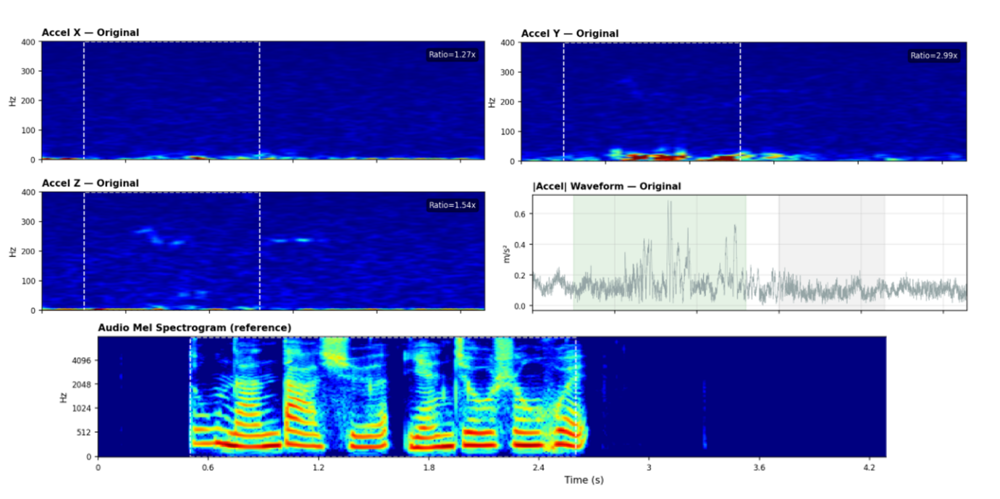 Accel X — Original
Ratio=1.27x
400
300
200
100
0
Hz
Accel Y — Original
Ratio=2.99x
400
300
200
100
0
Hz
Accel Z — Original
Ratio=1.54x
400
300
200
100
0
Hz
|Accel| Waveform — Original
0.6
0.4
0.2
0.0
m/s²
Audio Mel Spectrogram (reference)
4096
2048
1024
512
0
Hz
0 0.6 1.2 1.8 2.4 3 3.6 4.2
Time (s)